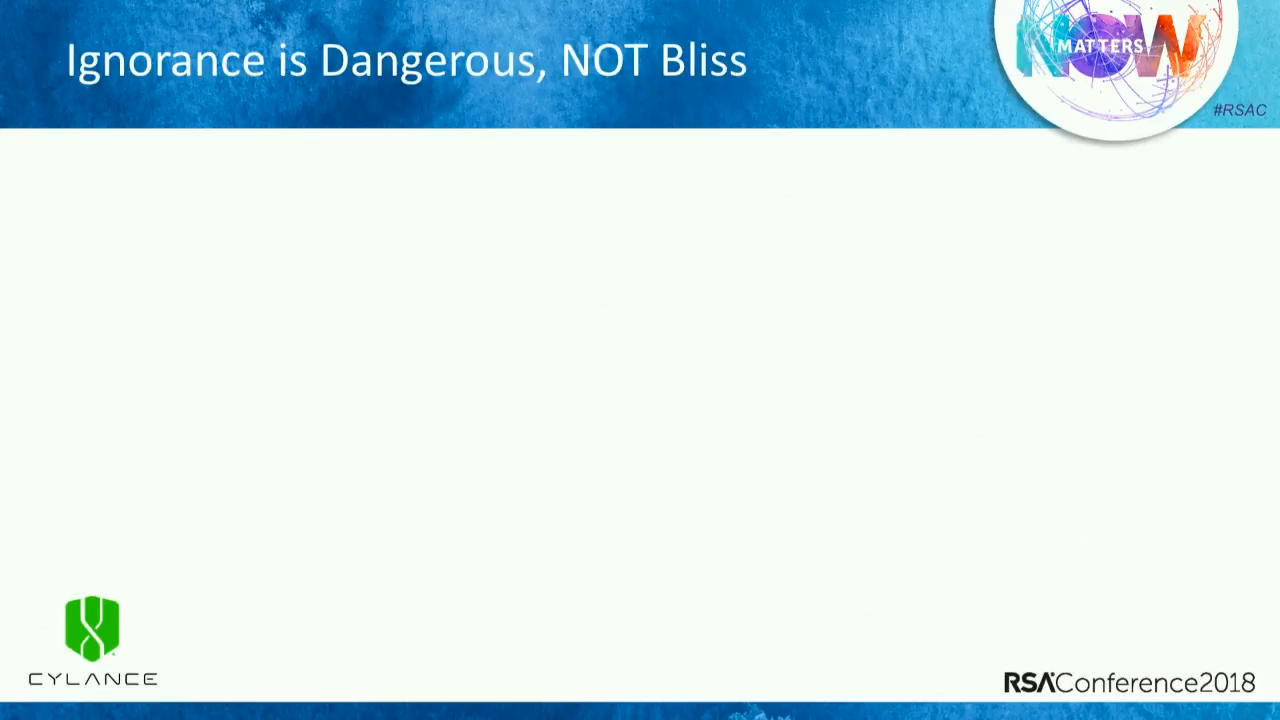 Ignorance is Dangerous, NOT Bliss
NOW
MATTERS
#RSAC
CYLANCE
RSAConference2018